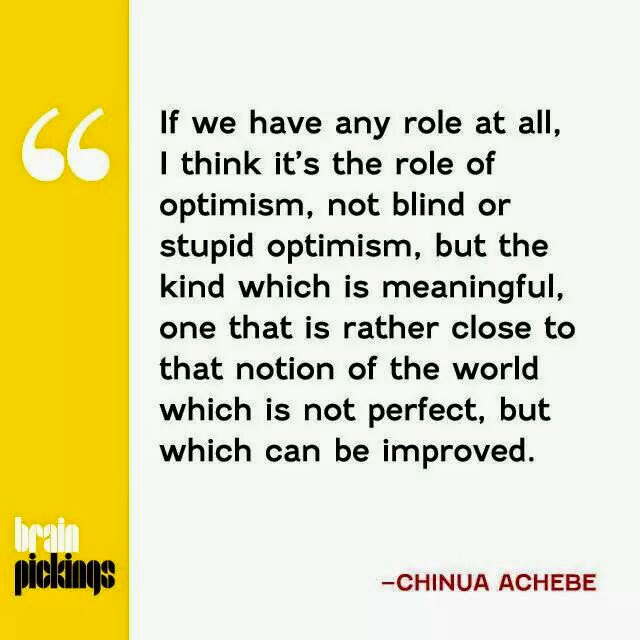 “
If we have any role at all,
I think it’s the role of
optimism, not blind or
stupid optimism, but the
kind which is meaningful,
one that is rather close to
that notion of the world
which is not perfect, but
which can be improved.
brain
pickings
–CHINUA ACHEBE